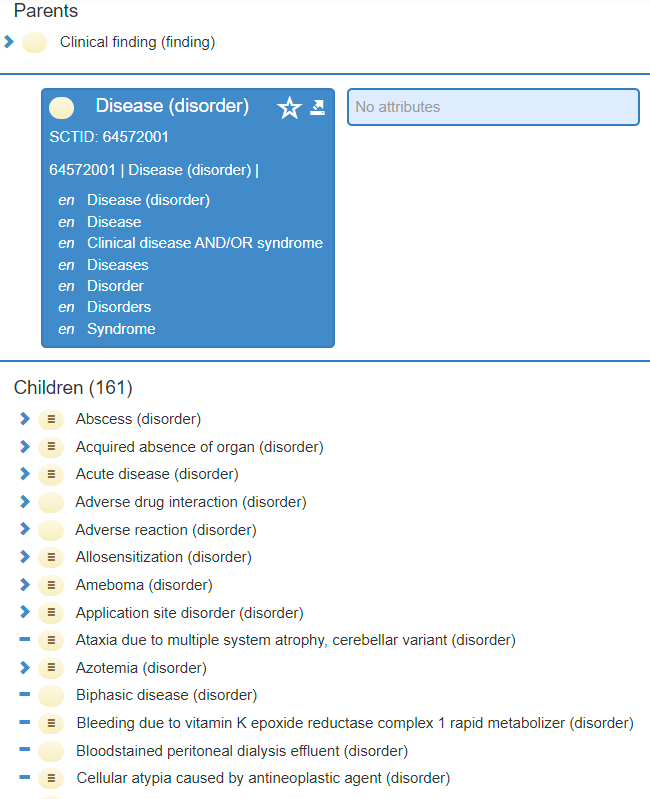 Parents
Clinical finding (finding)
Disease (disorder)
No attributes
SCTID: 64572001
64572001 | Disease (disorder) |
en Disease (disorder)
en Disease
en Clinical disease AND/OR syndrome
en Diseases
en Disorder
en Disorders
en Syndrome
Children (161)
Abscess (disorder)
Acquired absence of organ (disorder)
Acute disease (disorder)
Adverse drug interaction (disorder)
Adverse reaction (disorder)
Allosensitization (disorder)
Ameboma (disorder)
Application site disorder (disorder)
Ataxia due to multiple system atrophy, cerebellar variant (disorder)
Azotemia (disorder)
Biphasic disease (disorder)
Bleeding due to vitamin K epoxide reductase complex 1 rapid metabolizer (disorder)
Bloodstained peritoneal dialysis effluent (disorder)
Cellular atypia caused by antineoplastic agent (disorder)